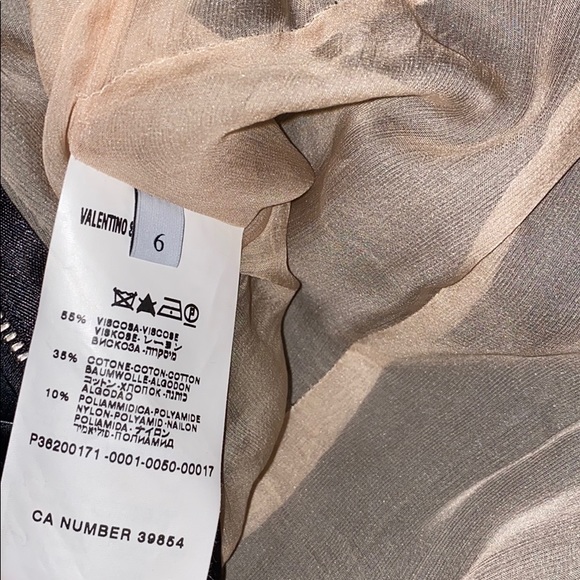 VALENTINO
6
55% VISCOSA-VISCOSE
VISKOSE- レーヨン
ВИСКОЗА-ויסקוזה
35% COTONE-COTON-COTTON
BAUMWOLLE-ALGODON
コットン-ХЛОПОК-כותנה
ALGODAO
10% POLIAMMIDICA-POLYAMIDE
NYLON-POLYAMID-NAILON
POLIAMIDA-ナイロン
ПОЛИАМИД
P36200171 -0001-0050-00017
CA NUMBER 39854